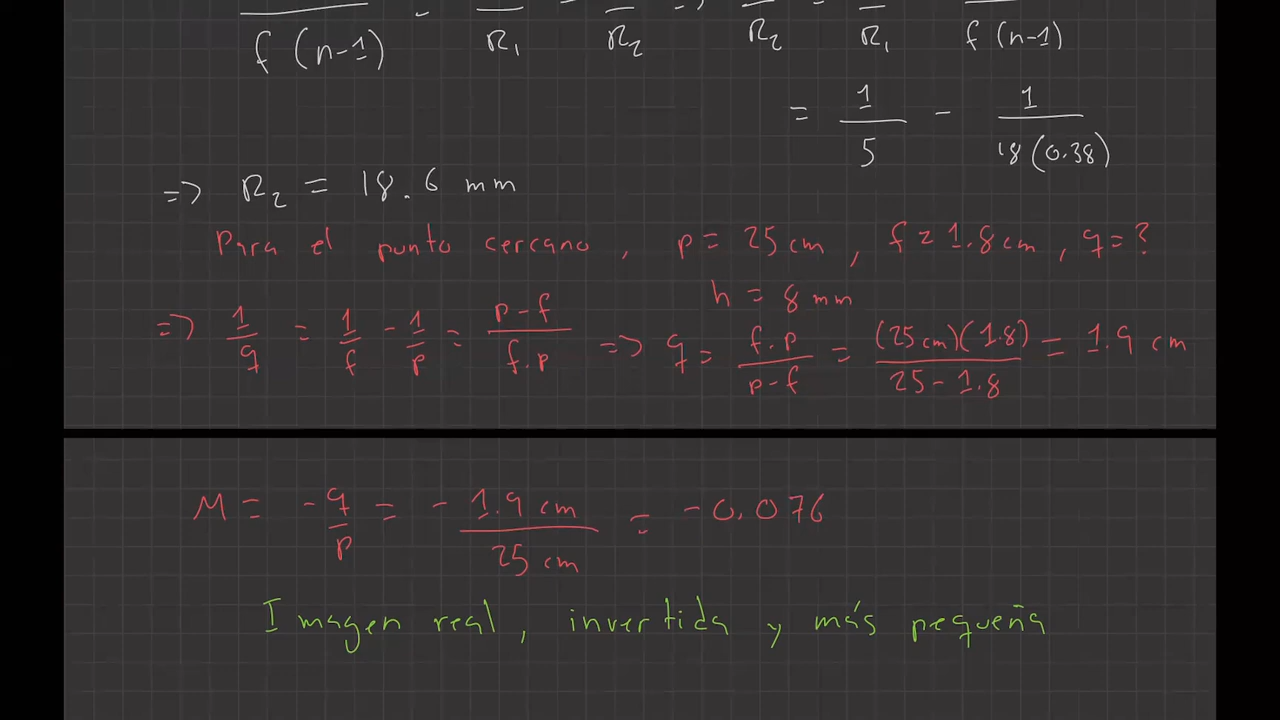 f (n-1) R₁ R₂ R₂ R₁ f (n-1)
= 1/5 - 1/18(0.38)
=> R₂ = 18.6 mm
Para el punto cercano, p = 25 cm, f = 1.8 cm, q = ?
h = 8 mm
=> 1/q = 1/f - 1/p = p-f/f.p => q = f.p/p-f = (25cm)(1.8)/25-1.8 = 1.9 cm
M = -q/p = - 1.9 cm/25 cm = -0.076
Imagen real, invertida y más pequeña